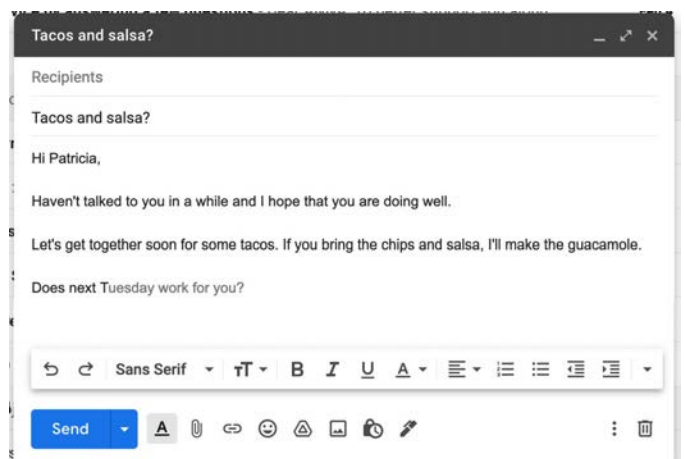 Tacos and salsa?
Recipients
Tacos and salsa?
Hi Patricia,
Haven't talked to you in a while and I hope that you are doing well.
Let's get together soon for some tacos. If you bring the chips and salsa, I'll make the guacamole.
Does next Tuesday work for you?
Sans Serif
Send